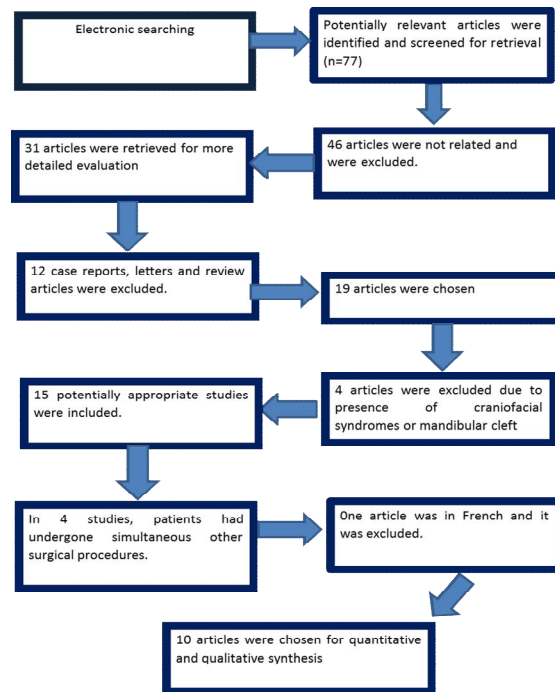 Electronic searching
Potentially relevant articles were
identified and screened for retrieval
(n=77)
31 articles were retrieved for more
detailed evaluation
46 articles were not related and
were excluded.
12 case reports, letters and review
articles were excluded.
19 articles were chosen
15 potentially appropriate studies
were included.
4 articles were excluded due to
presence of craniofacial
syndromes or mandibular cleft
In 4 studies, patients had
undergone simultaneous other
surgical procedures.
One article was in French and it
was excluded.
10 articles were chosen for quantitative
and qualitative synthesis